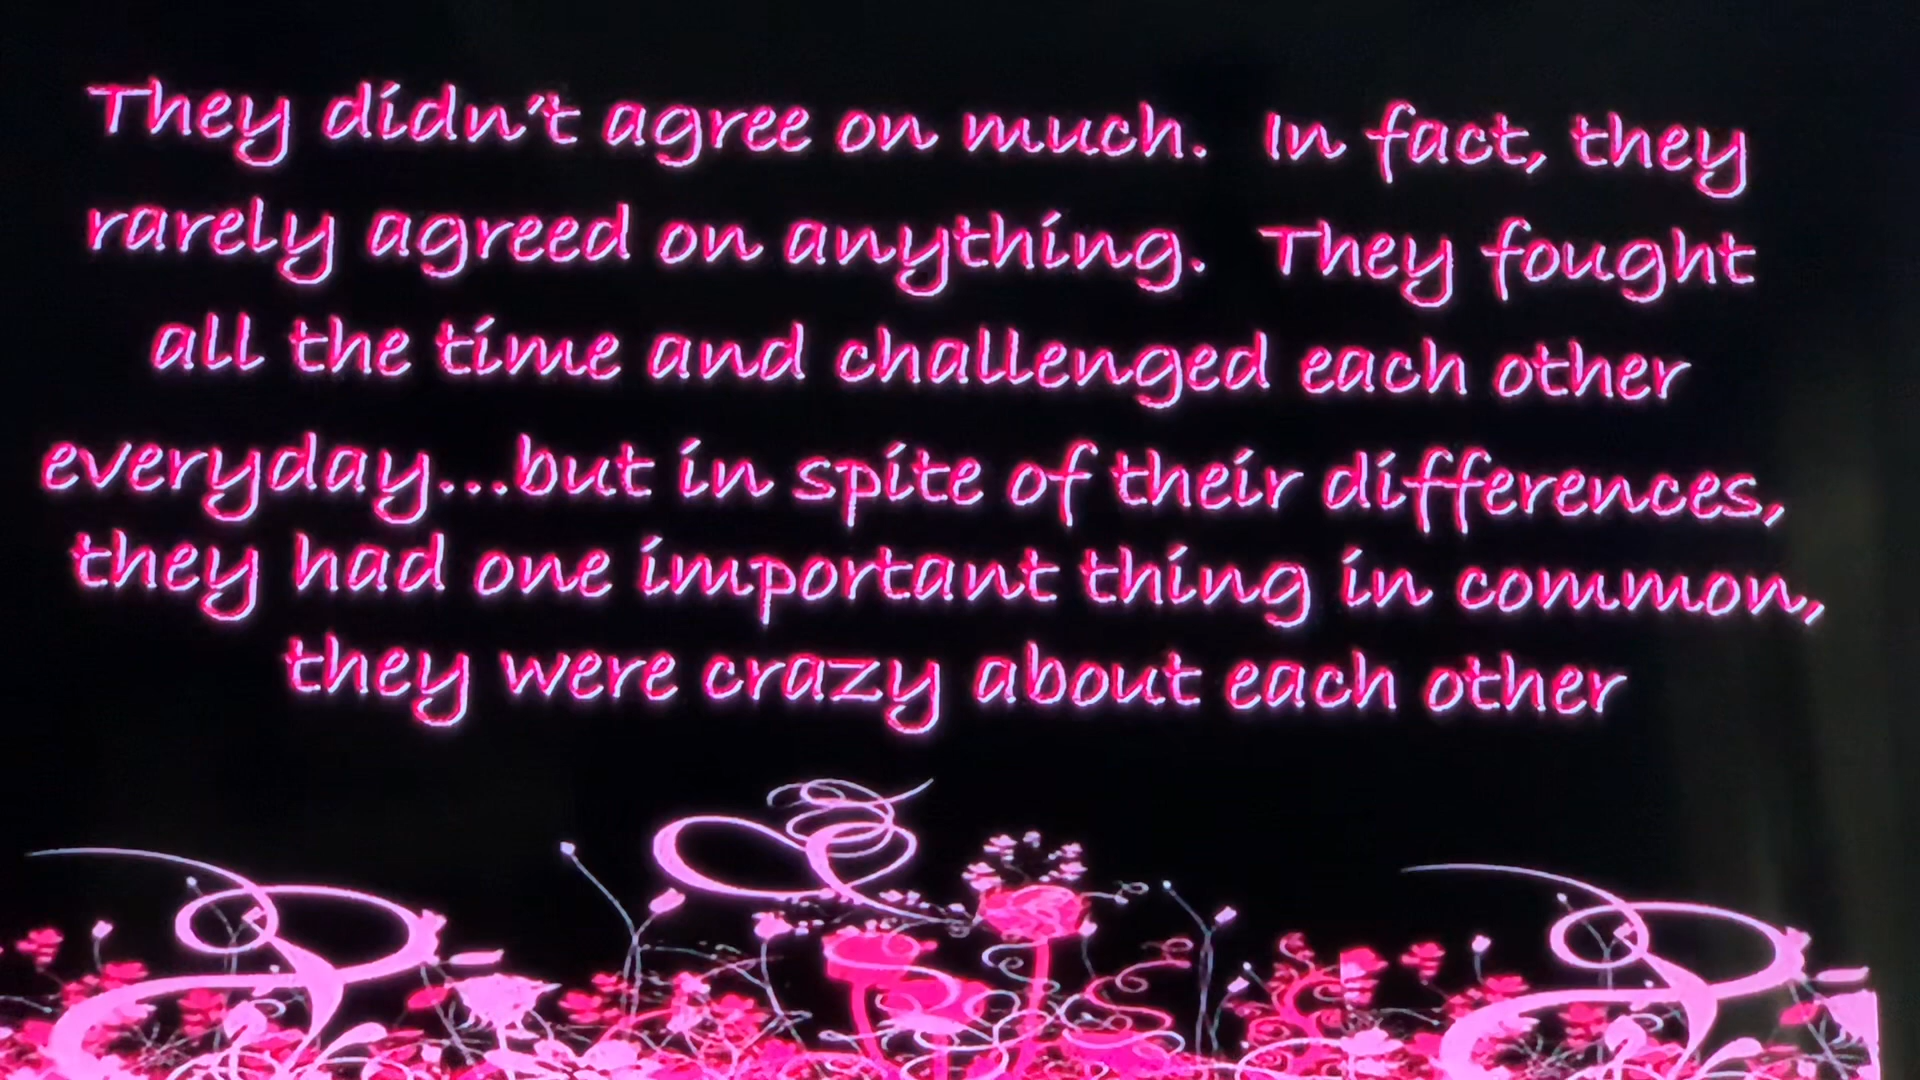 They didn't agree on much.  In fact, they
rarely agreed on anything.  They fought
all the time and challenged each other
everyday...but in spite of their differences,
they had one important thing in common,
they were crazy about each other